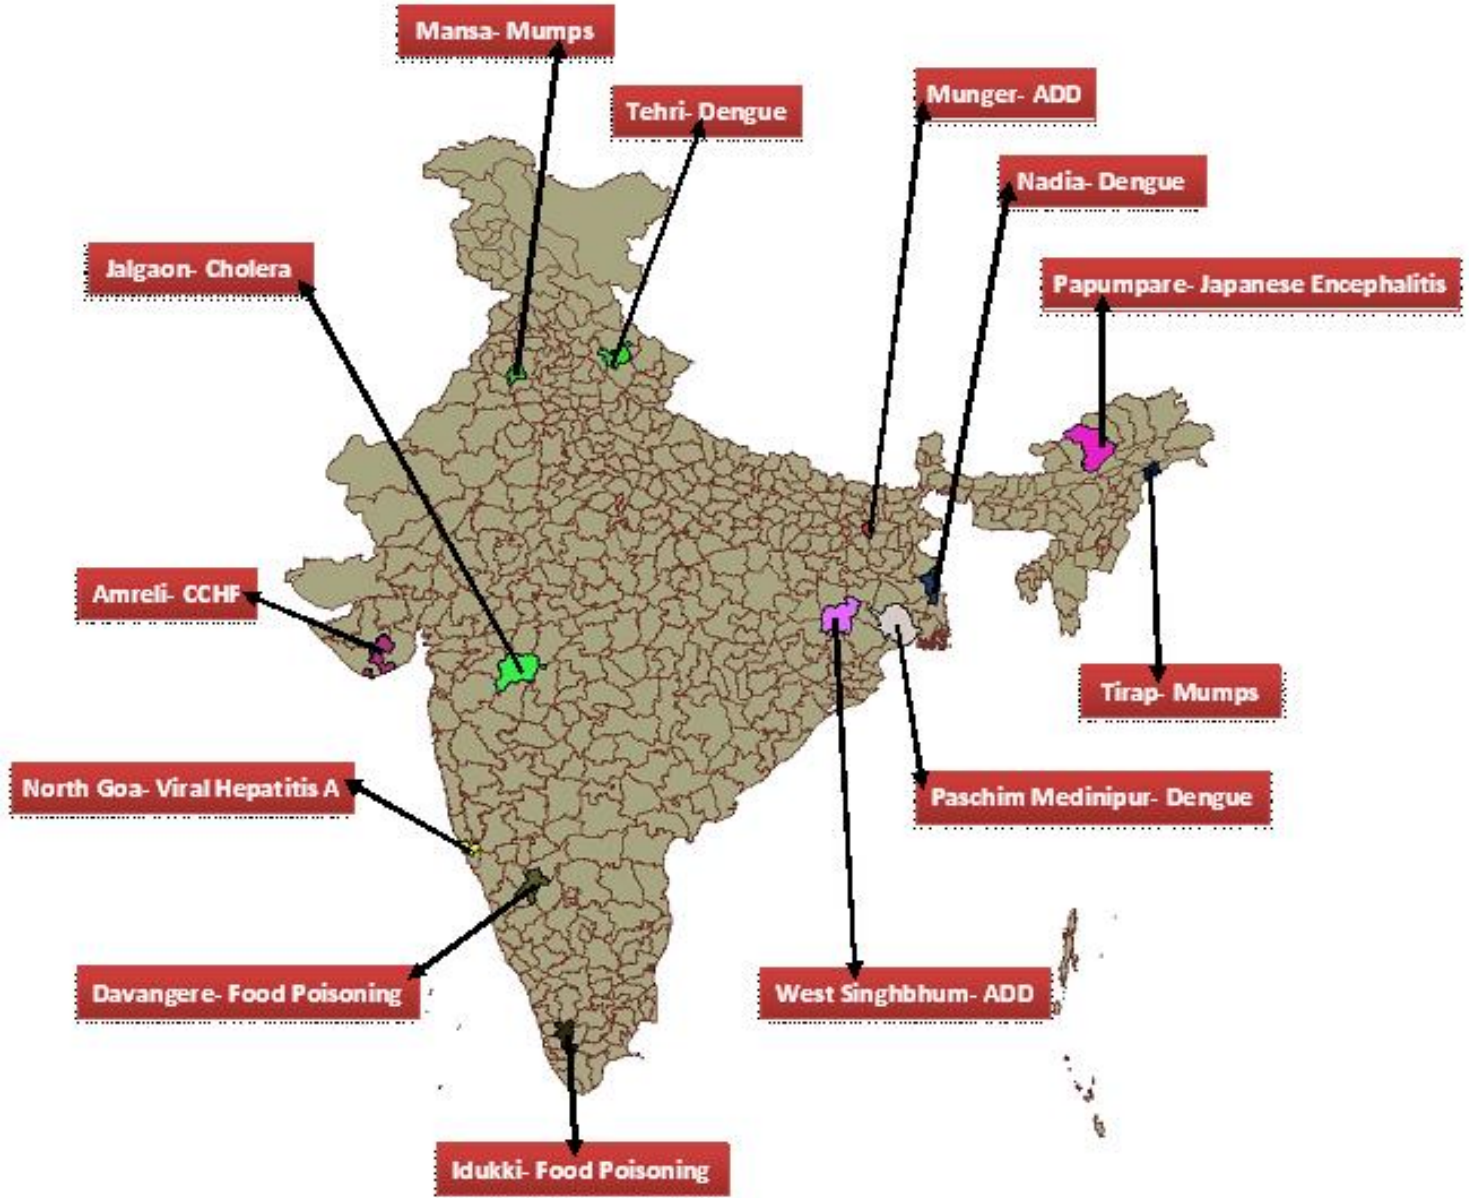 Mansa- Mumps
Tehri- Dengue
Munger- ADD
Nadia- Dengue
Jalgaon- Cholera
Papumpare- Japanese Encephalitis
Amreli- CCHF
Tirap- Mumps
North Goa- Viral Hepatitis A
Paschim Medinipur- Dengue
Davangere- Food Poisoning
West Singhbhum- ADD
Idukki- Food Poisoning